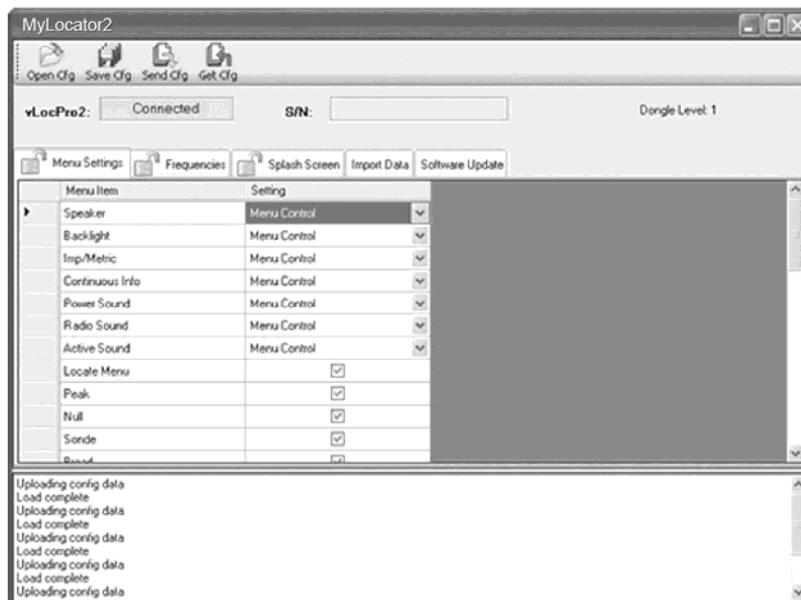 MyLocator2
Open Cfg Save Cfg Send Cfg Get Cfg
vLocPro2: Connected S/N: Dongle Level: 1
Menu Settings Frequencies Splash Screen Import Data Software Update
Menu Item Setting
Speaker Menu Control
Backlight Menu Control
Imp/Metric Menu Control
Continuous Info Menu Control
Power Sound Menu Control
Radio Sound Menu Control
Active Sound Menu Control
Locate Menu
Peak
Null
Sonde
Uploading config data
Load complete
Uploading config data
Load complete
Uploading config data
Load complete
Uploading config data
Load complete
Uploading config data